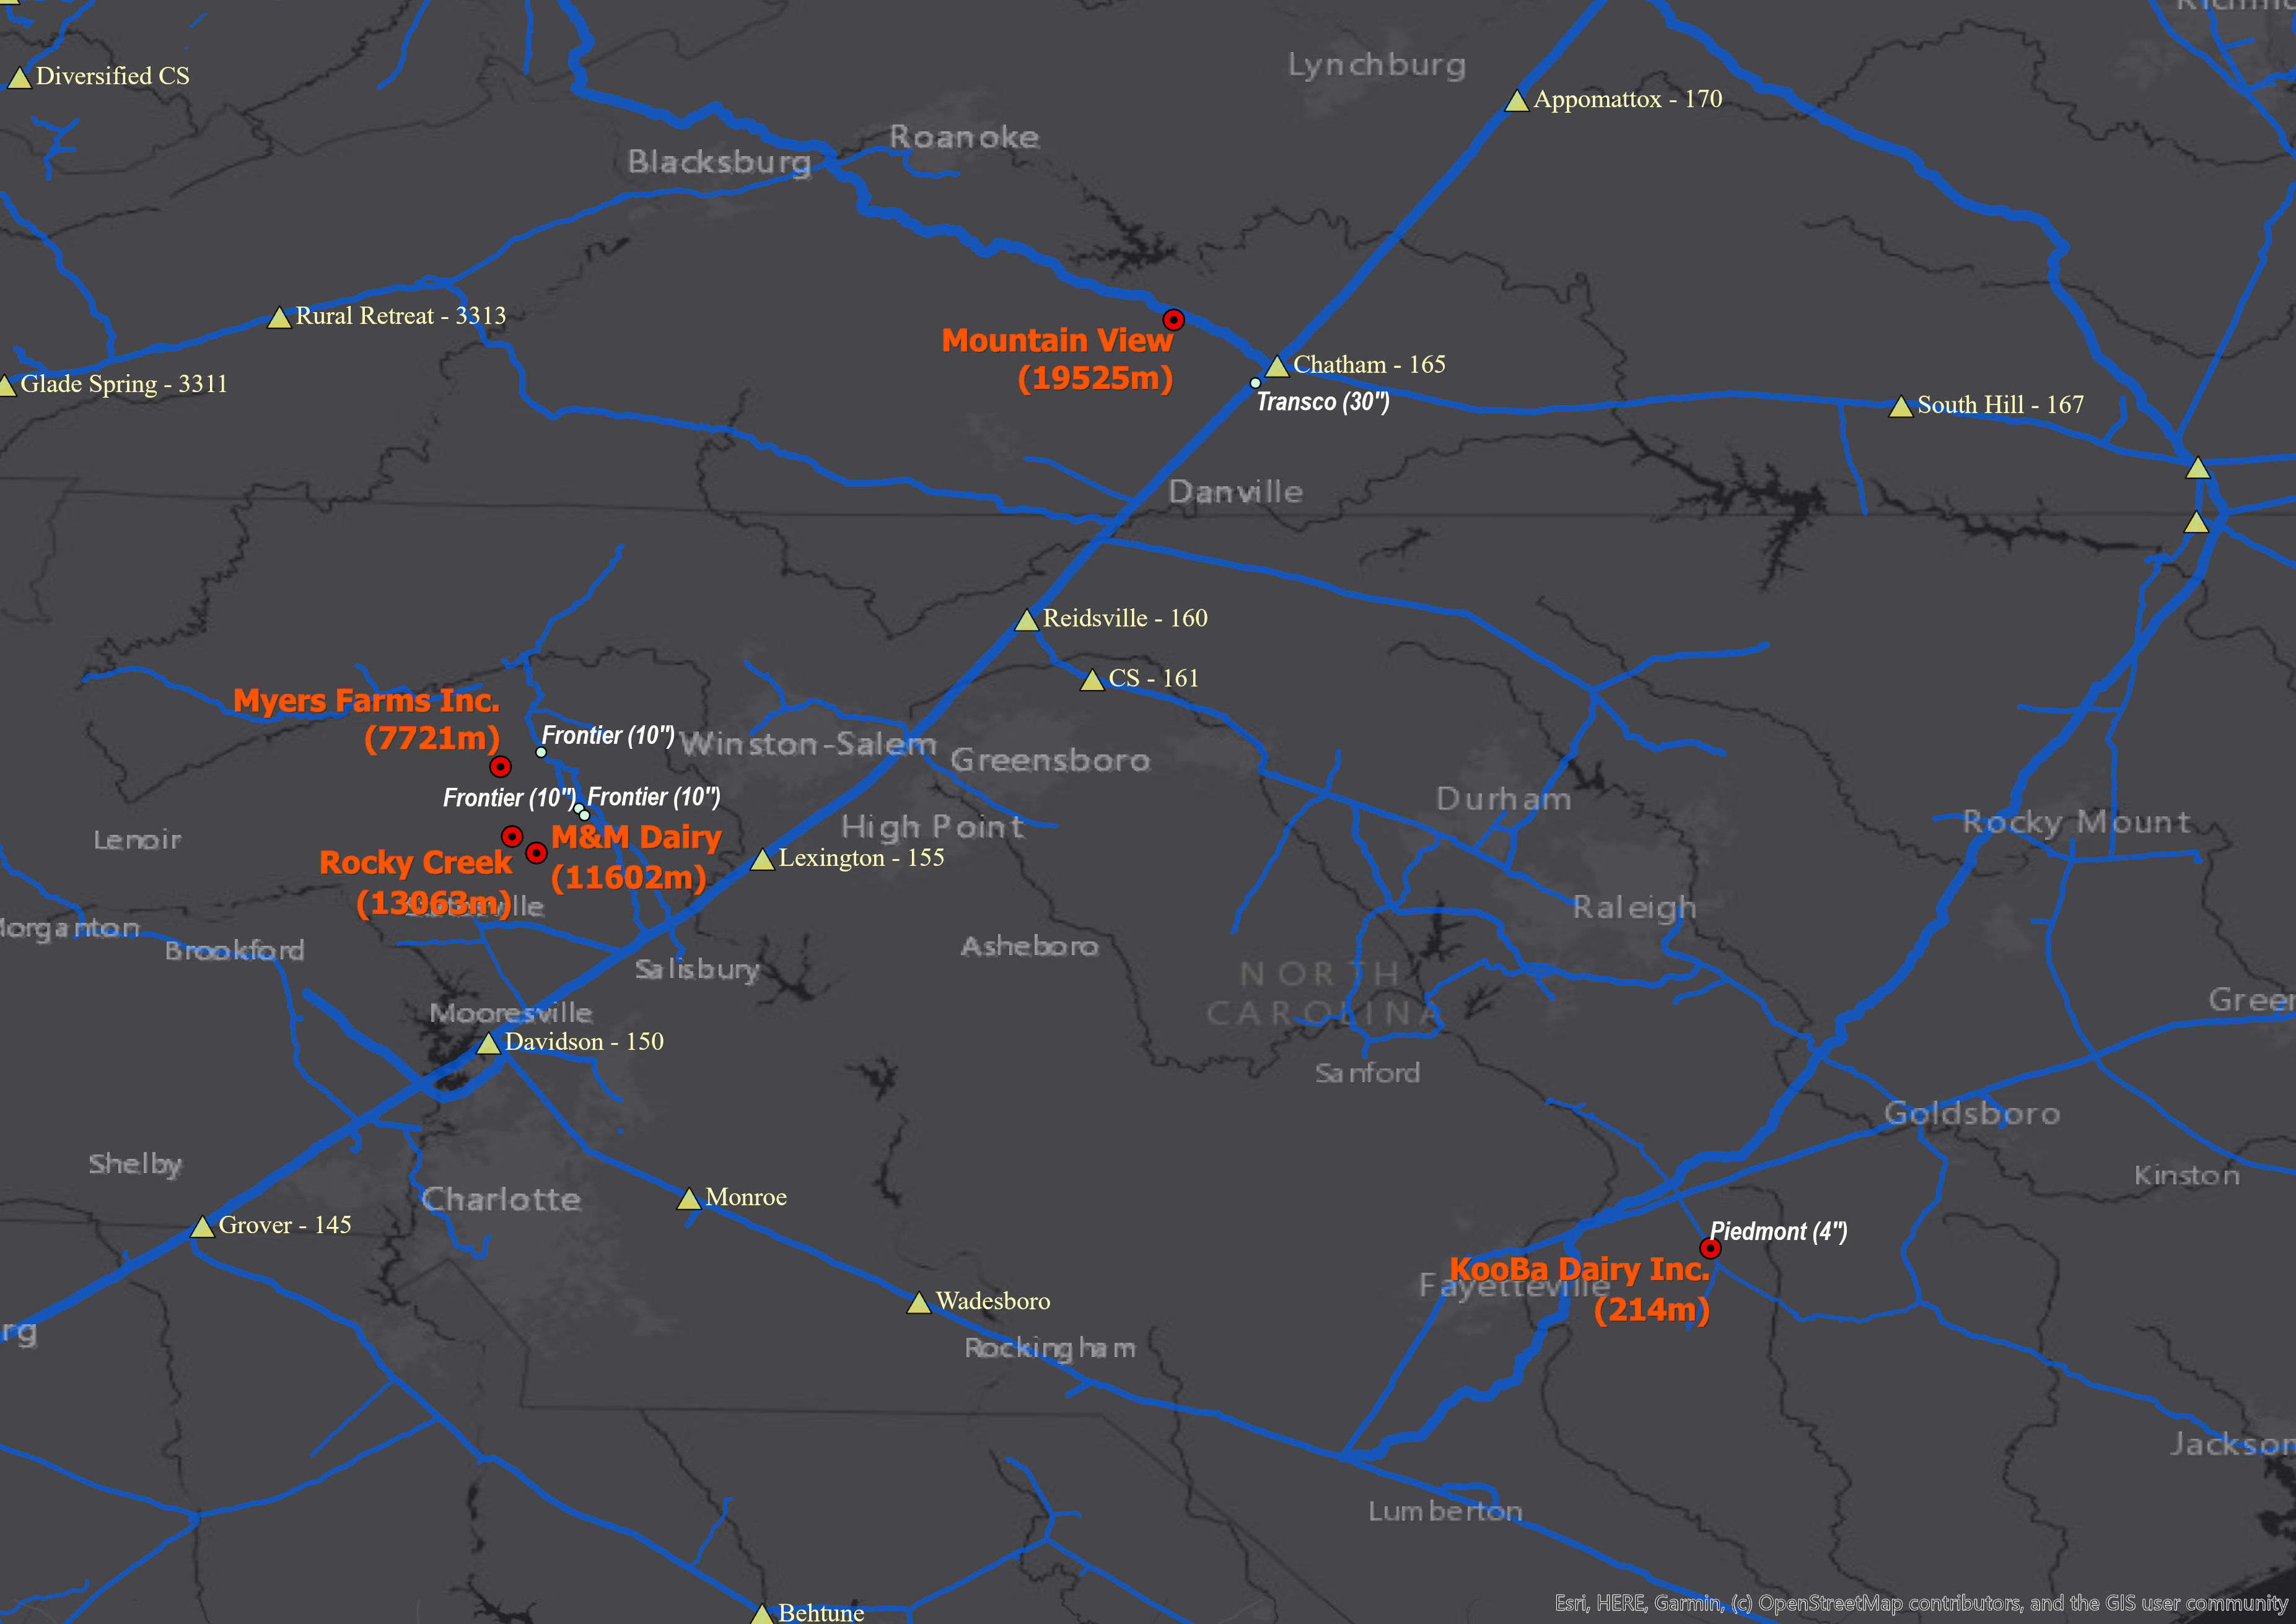 Lynchburg
Diversified CS
Appomattox - 170
Roanoke
Blacksburg
Rural Retreat - 3313
Mountain View
(19525m)
Chatham - 165
Glade Spring - 3311
Transco (30")
South Hill - 167
Danville
Reidsville - 160
CS - 161
Myers Farms Inc.
(7721m)
Frontier (10")
Winston-Salem
Greensboro
Frontier (10")
Frontier (10")
Durham
High Point
Rocky Mount
Lenoir
M&M Dairy
(11602m)
Rocky Creek
(13063m)
Lexington - 155
Raleigh
Morganton
Brookford
Asheboro
Salisbury
NORTH
CAROLINA
Mooresville
Davidson - 150
Sanford
Goldsboro
Shelby
Kinston
Charlotte
Monroe
Grover - 145
Piedmont (4")
KooBa Dairy Inc.
(214m)
Fayetteville
Wadesboro
rg
Rockingham
Jackson
Lumberton
Behtune
Esri, HERE, Garmin, (c) OpenStreetMap contributors, and the GIS user community